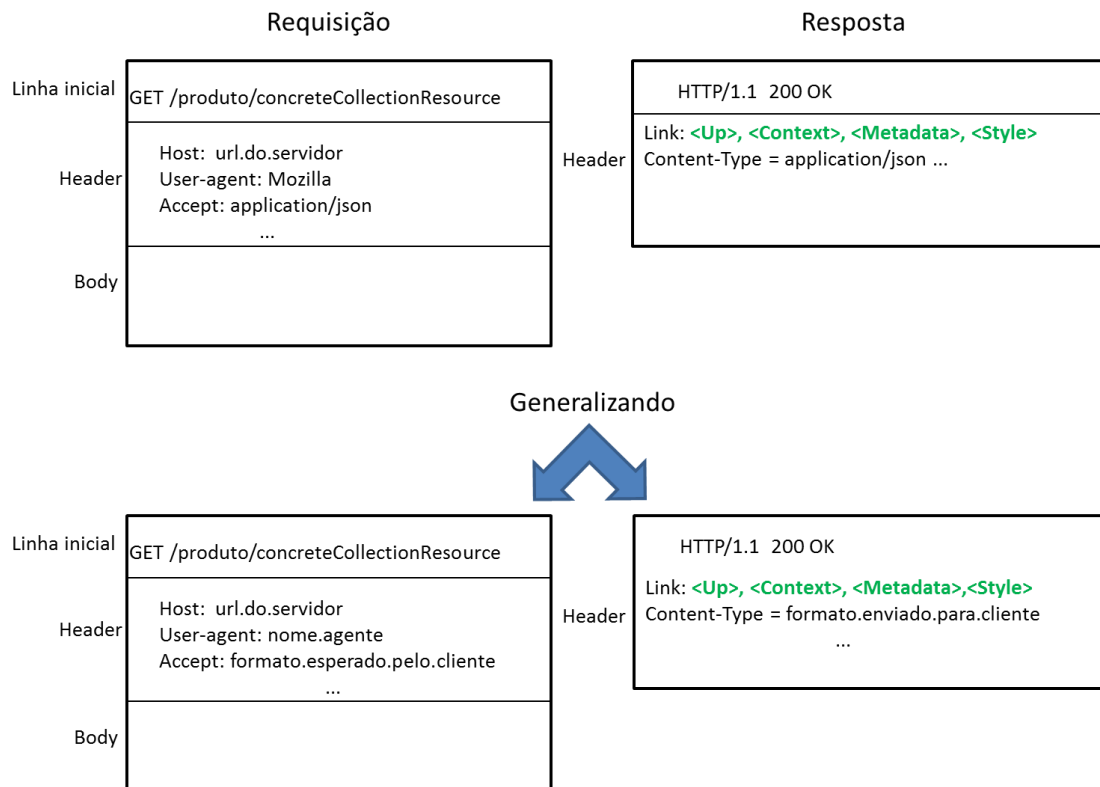 Requisição
Resposta
Linha inicial
GET /produto/concreteCollectionResource
Header
Host:  url.do.servidor
User-agent: Mozilla
Accept: application/json
...
Body
HTTP/1.1  200 OK
Header
Link: <Up>, <Context>, <Metadata>, <Style>
Content-Type = application/json ...
Generalizando
Linha inicial
GET /produto/concreteCollectionResource
Header
Host:  url.do.servidor
User-agent: nome.agente
Accept: formato.esperado.pelo.cliente
...
Body
HTTP/1.1  200 OK
Header
Link: <Up>, <Context>, <Metadata>,<Style>
Content-Type = formato.enviado.para.cliente
...